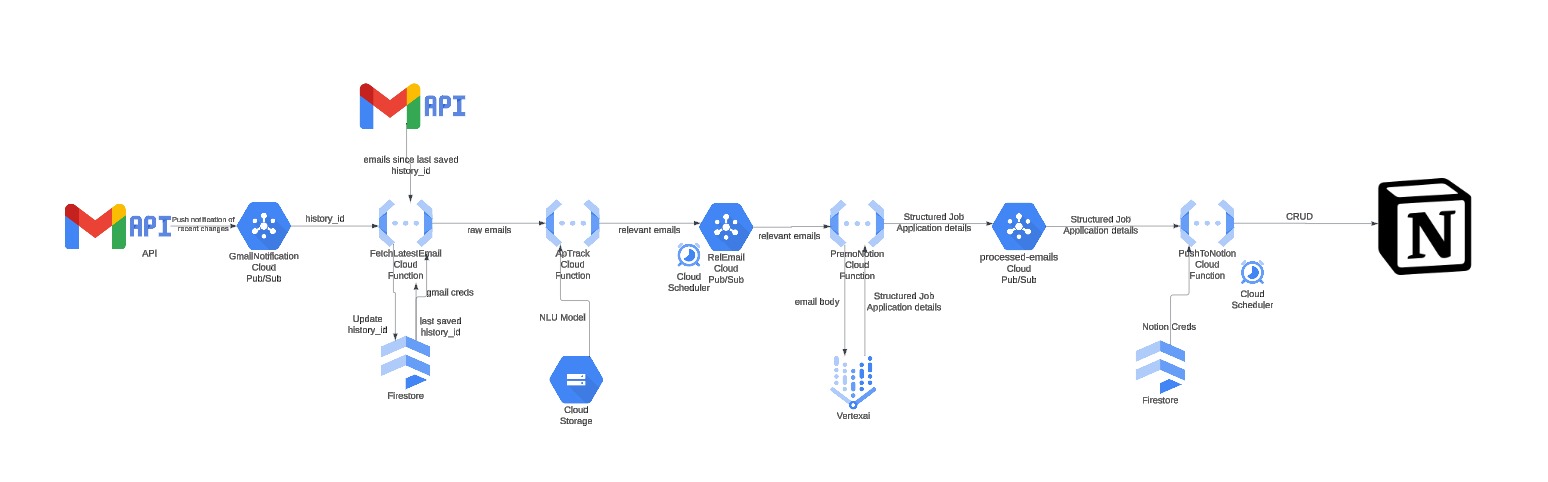 API
emails since last saved
history_id
API
Push notification of
recent changes
API
GmailNotification
Cloud
Pub/Sub
history_id
FetchLatestEmail
Cloud
Function
raw emails
ApTrack
Cloud
Function
relevant emails
RelEmail
Cloud
Pub/Sub
Cloud
Scheduler
relevant emails
PremoNotion
Cloud
Function
Structured Job
Application details
processed-emails
Cloud
Pub/Sub
Structured Job
Application details
PushToNotion
Cloud
Function
Cloud
Scheduler
CRUD
N
gmail creds
Update
history_id
last saved
history_id
Firestore
NLU Model
Cloud
Storage
email body
Structured Job
Application details
Vertexai
Notion Creds
Firestore